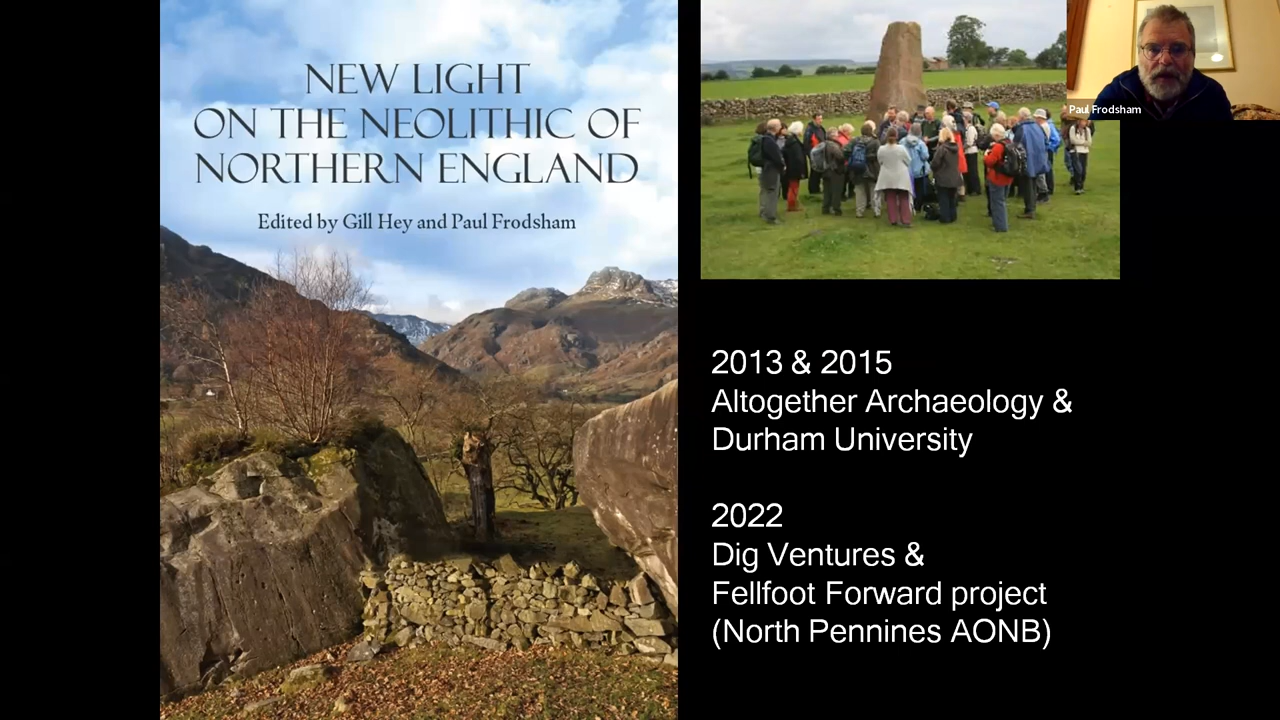 NEW LIGHT
ON THE NEOLITHIC OF
NORTHERN ENGLAND
Edited by Gill Hey and Paul Frodsham
Paul Frodsham
2013 & 2015
Altogether Archaeology &
Durham University
2022
Dig Ventures &
Fellfoot Forward project
(North Pennines AONB)